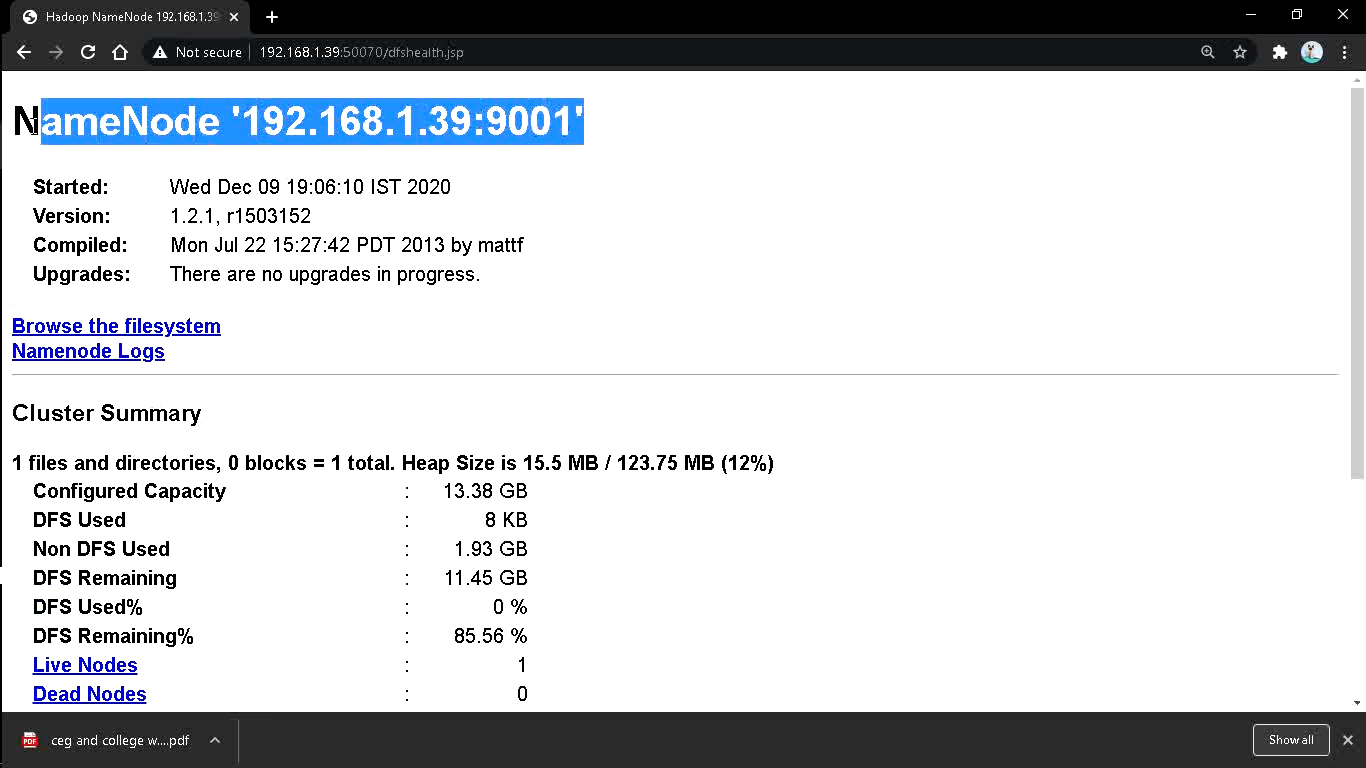 Hadoop NameNode 192.168.1.39
Not secure 192.168.1.39:50070/dfshealth.jsp
NameNode '192.168.1.39:9001'
Started: Wed Dec 09 19:06:10 IST 2020
Version: 1.2.1, r1503152
Compiled: Mon Jul 22 15:27:42 PDT 2013 by mattf
Upgrades: There are no upgrades in progress.
Browse the filesystem
Namenode Logs
Cluster Summary
1 files and directories, 0 blocks = 1 total. Heap Size is 15.5 MB / 123.75 MB (12%)
Configured Capacity : 13.38 GB
DFS Used : 8 KB
Non DFS Used : 1.93 GB
DFS Remaining : 11.45 GB
DFS Used% : 0 %
DFS Remaining% : 85.56 %
Live Nodes : 1
Dead Nodes : 0
PDF ceg and college w....pdf Show all